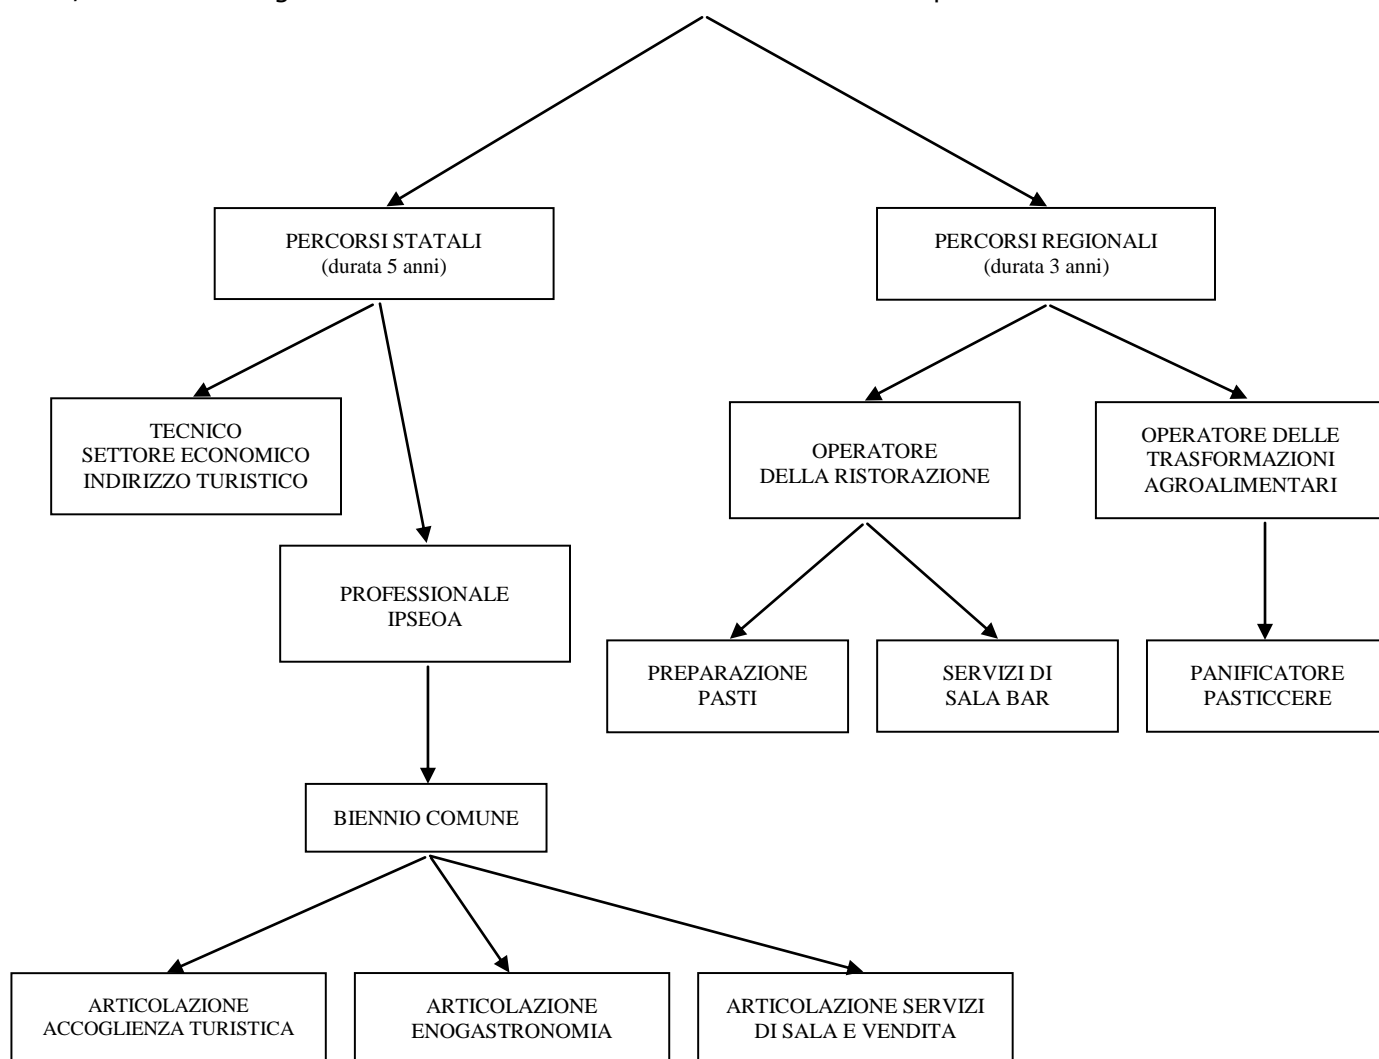 PERCORSI STATALI
(durata 5 anni)
PERCORSI REGIONALI
(durata 3 anni)
TECNICO
SETTORE ECONOMICO
INDIRIZZO TURISTICO
OPERATORE
DELLA RISTORAZIONE
OPERATORE DELLE
TRASFORMAZIONI
AGROALIMENTARI
PROFESSIONALE
IPSEOA
PREPARAZIONE
PASTI
SERVIZI DI
SALA BAR
PANIFICATORE
PASTICCERE
BIENNIO COMUNE
ARTICOLAZIONE
ACCOGLIENZA TURISTICA
ARTICOLAZIONE
ENOGASTRONOMIA
ARTICOLAZIONE SERVIZI
DI SALA E VENDITA